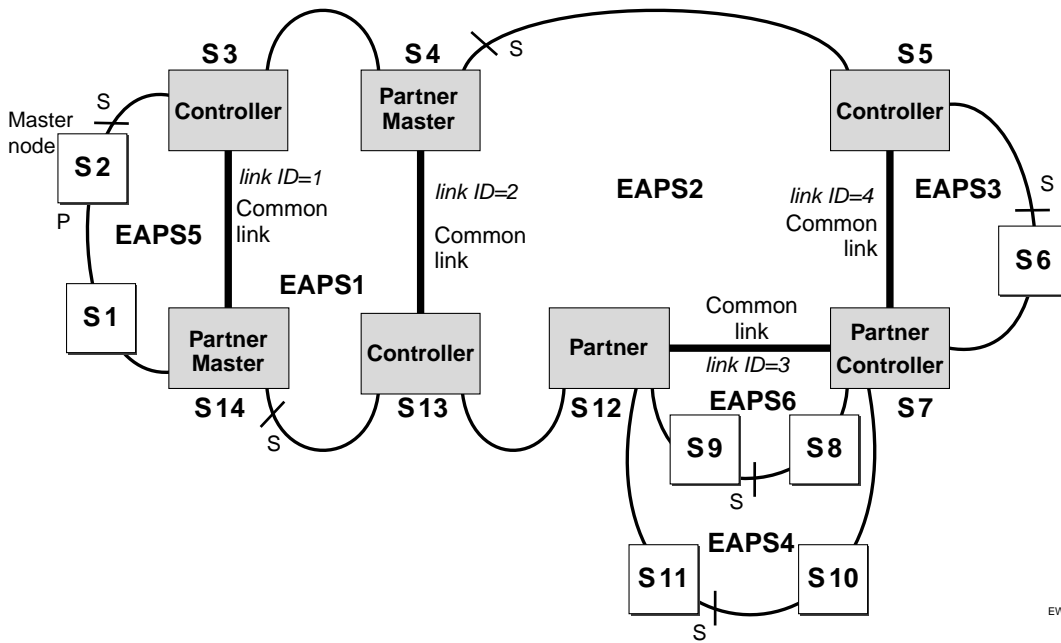 S3
S4
S
S5
S
Controller
Partner
Master
Controller
Master
node
S2
P
link ID=1
Common
link
link ID=2
Common
link
EAPS2
link ID=4
Common
link
EAPS3
S
S6
EAPS5
EAPS1
S1
Partner
Master
Controller
Partner
Common
link
link ID=3
Partner
Controller
S14
S
S13
S12
EAPS6
S7
S9
S8
S
EAPS4
S11
S10
S
EW